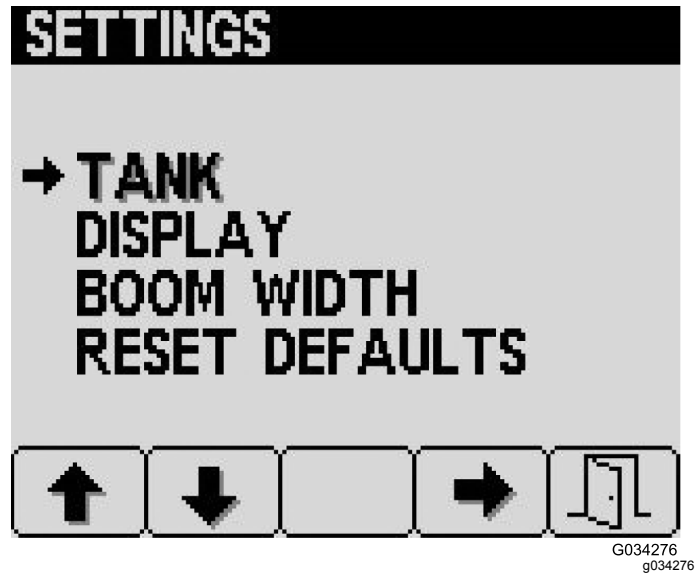 SETTINGS
TANK
DISPLAY
BOOM WIDTH
RESET DEFAULTS
G034276
g034276